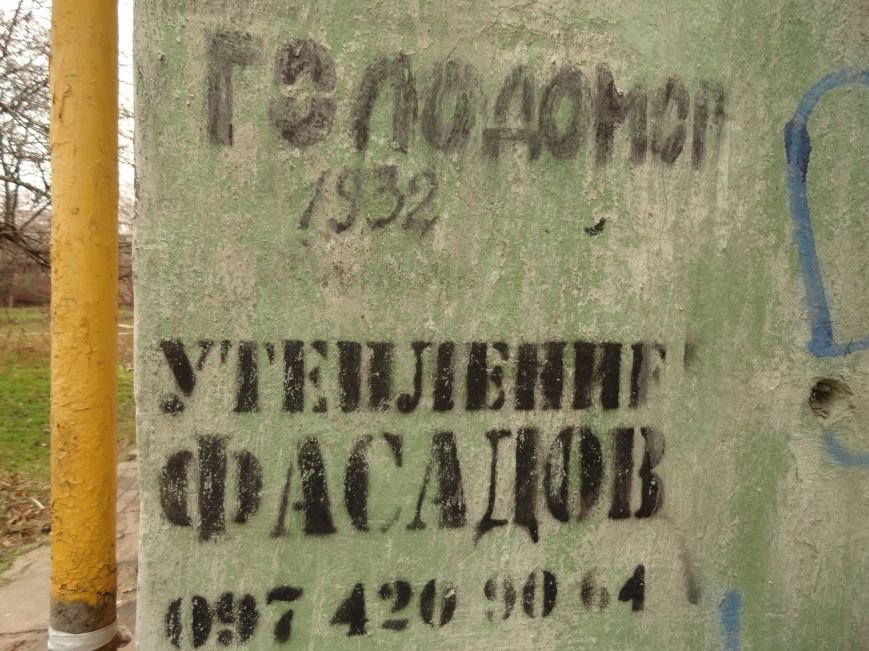 ГОЛОДОМОР
1932
УТЕПЛЕНИЕ
ФАСАДОВ
097 420 90 64